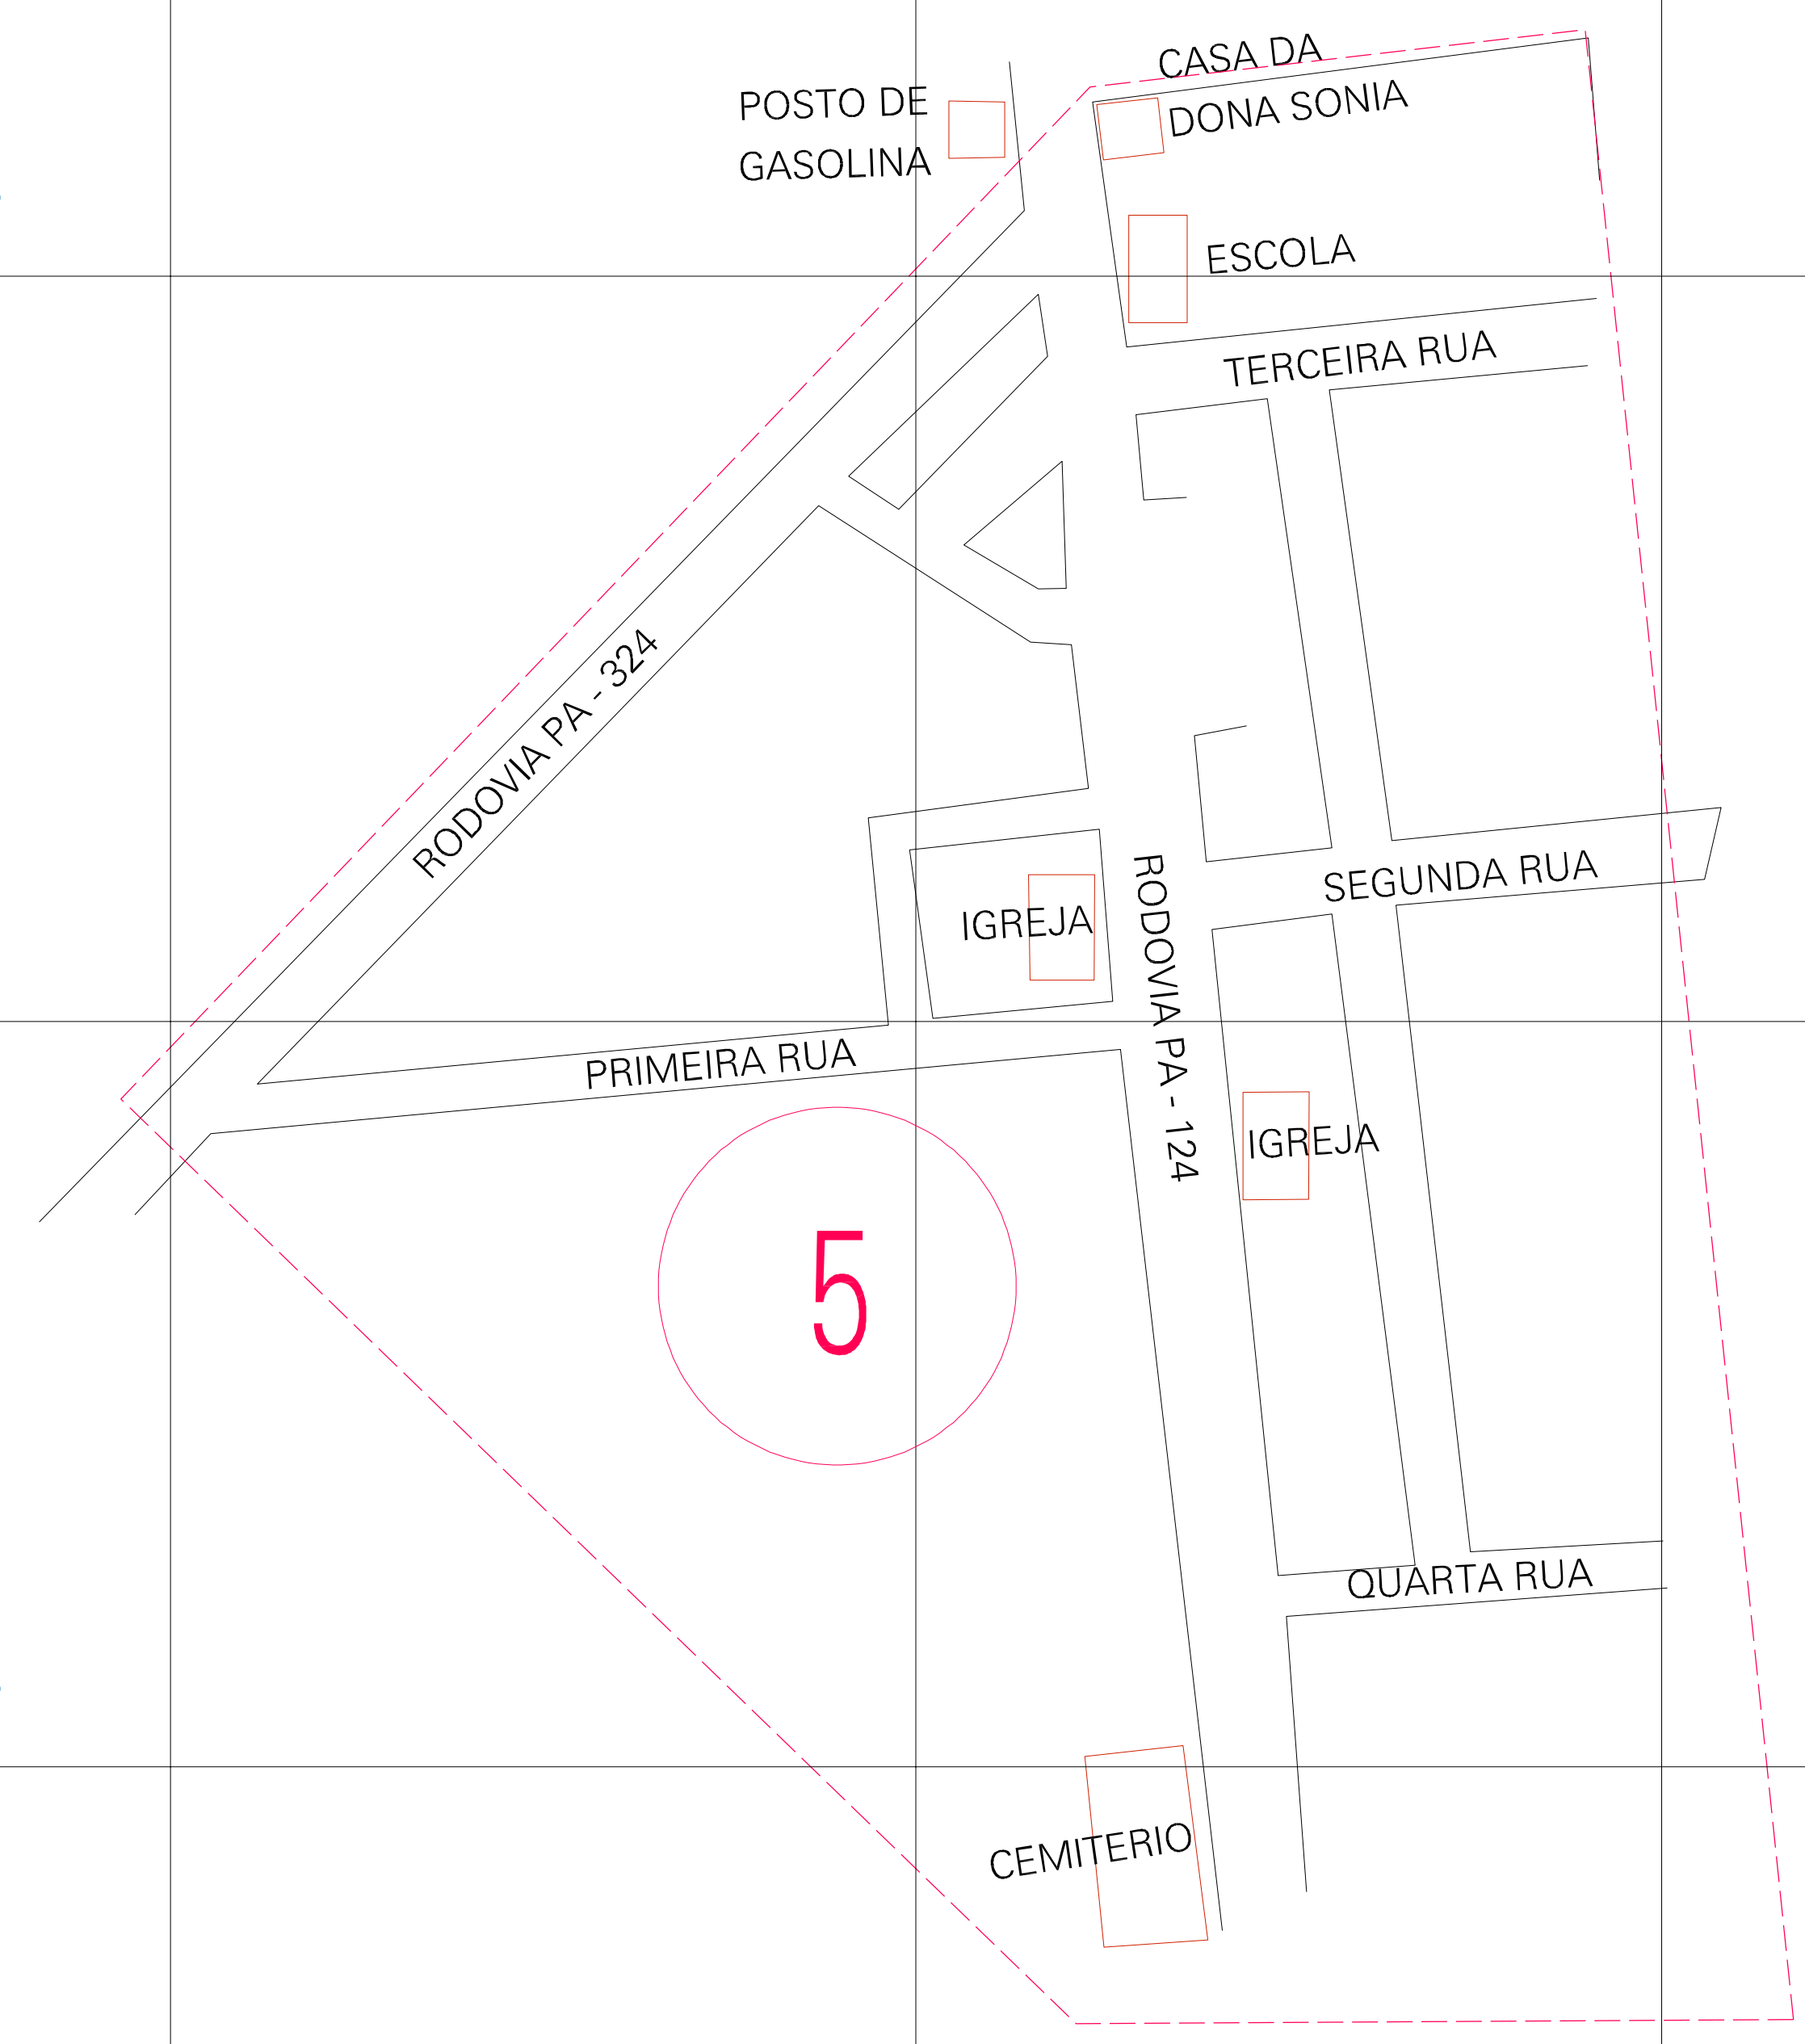 CASA DA
DONA SONIA
POSTO DE
GASOLINA
ESCOLA
TERCEIRA RUA
RODOVIA PA - 324
SEGUNDA RUA
IGREJA
RODOVIA PA - 124
PRIMEIRA RUA
IGREJA
5
QUARTA RUA
CEMITERIO